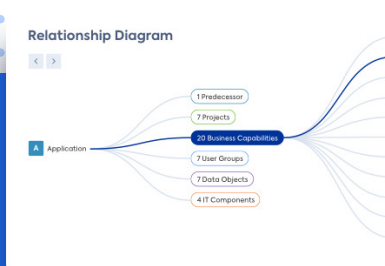 Relationship Diagram
< >
1 Predecessor
7 Projects
20 Business Capabilities
A Application
7 User Groups
7 Data Objects
4 IT Components